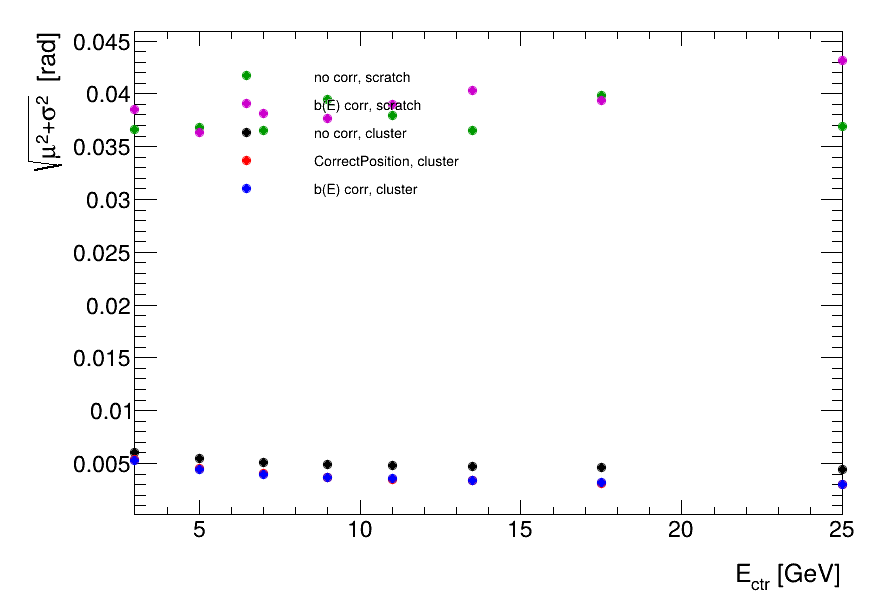 √μ²+σ² [rad]
0.045
0.04
0.035
0.03
0.025
0.02
0.015
0.01
0.005
no corr, scratch
b(E) corr, scratch
no corr, cluster
CorrectPosition, cluster
b(E) corr, cluster
5 10 15 20 25
E_ctr [GeV]